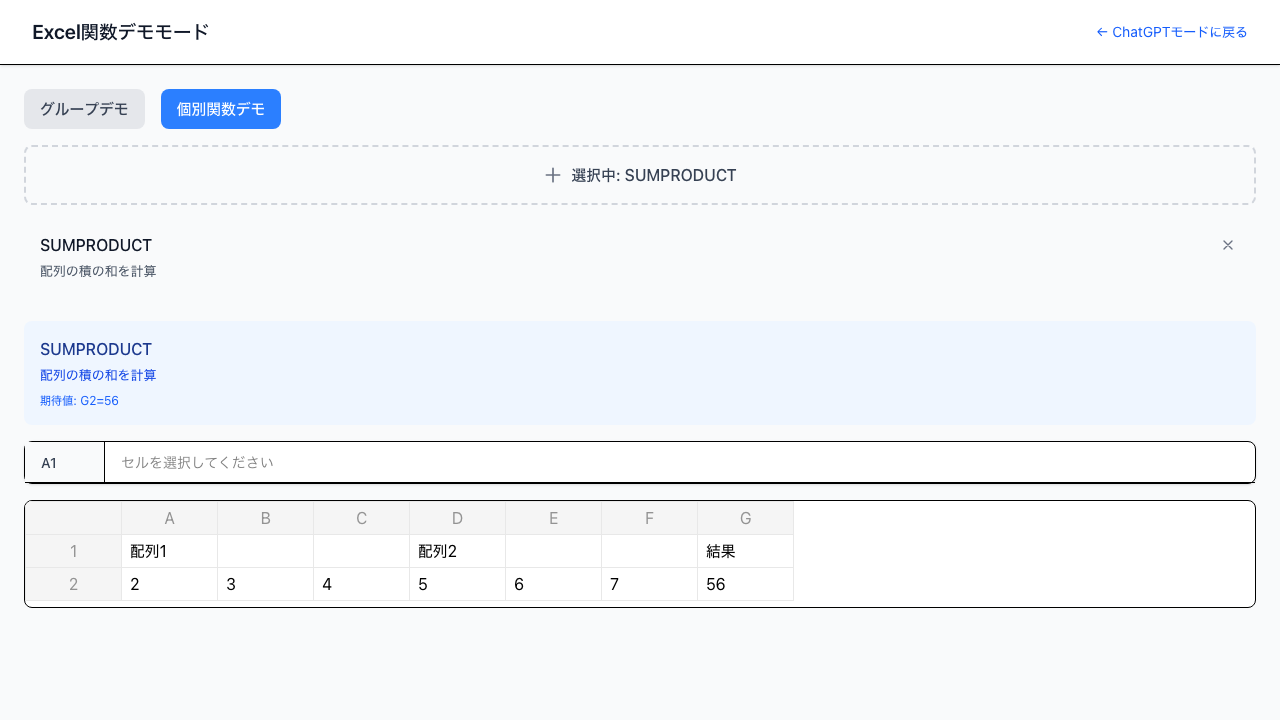 Excel関数デモモード
← ChatGPTモードに戻る
グループデモ
個別関数デモ
選択中: SUMPRODUCT
SUMPRODUCT
配列の積の和を計算
SUMPRODUCT
配列の積の和を計算
期待値: G2=56
A1 セルを選択してください
A B C D E F G
1 配列1 配列2 結果
2 2 3 4 5 6 7 56